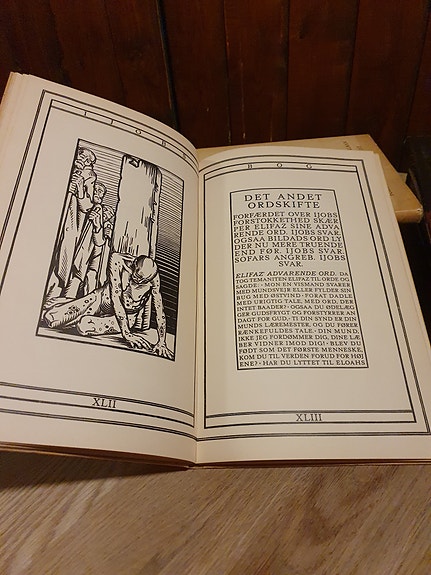 IJOBS
XLII
BOG
DET ANDET
ORDSKIFTE
FORFÆRDET OVER IJOBS
FORSTOKKETHED SKÆR
PER ELIFAZ SINE ADVA
RENDE ORD. IJOBS SVAR.
OGSAA BILDADS ORD LY
DER NU MERE TRUENDE
END FØR. IJOBS SVAR.
SOFARS ANGREB. IJOBS
SVAR.
ELIFAZ ADVARENDE ORD. DA
TOG TEMANITEN ELIFAZ TIL ORDE OG
SAGDE: · MON EN VISMAND SVARER
MED MUNDSVEJR ELLER FYLDER SIN
BUG MED ØSTVIND · FORAT DADLE
MED URIGTIG TALE, MED ORD, DER
INTET BAADER? · OGSAA DU ØDELÆG
GER GUDSFRYGT OG FORSTYRRER AN
DAGT FOR GUD. · TI DIN SYND ER DIN
MUNDS LÆREMESTER, OG DU FØRER
RÆNKEFULDES TALE · DIN MUND,
IKKE JEG FORDØMMER DIG, DINE LÆ
BER VIDNER IMOD DIG! · BLEV DU
FØDT SOM DET FØRSTE MENNESKE,
KOM DU TIL VERDEN FORUD FOR HØJ
ENE? · HAR DU LYTTET TIL ELOAHS
XLIII